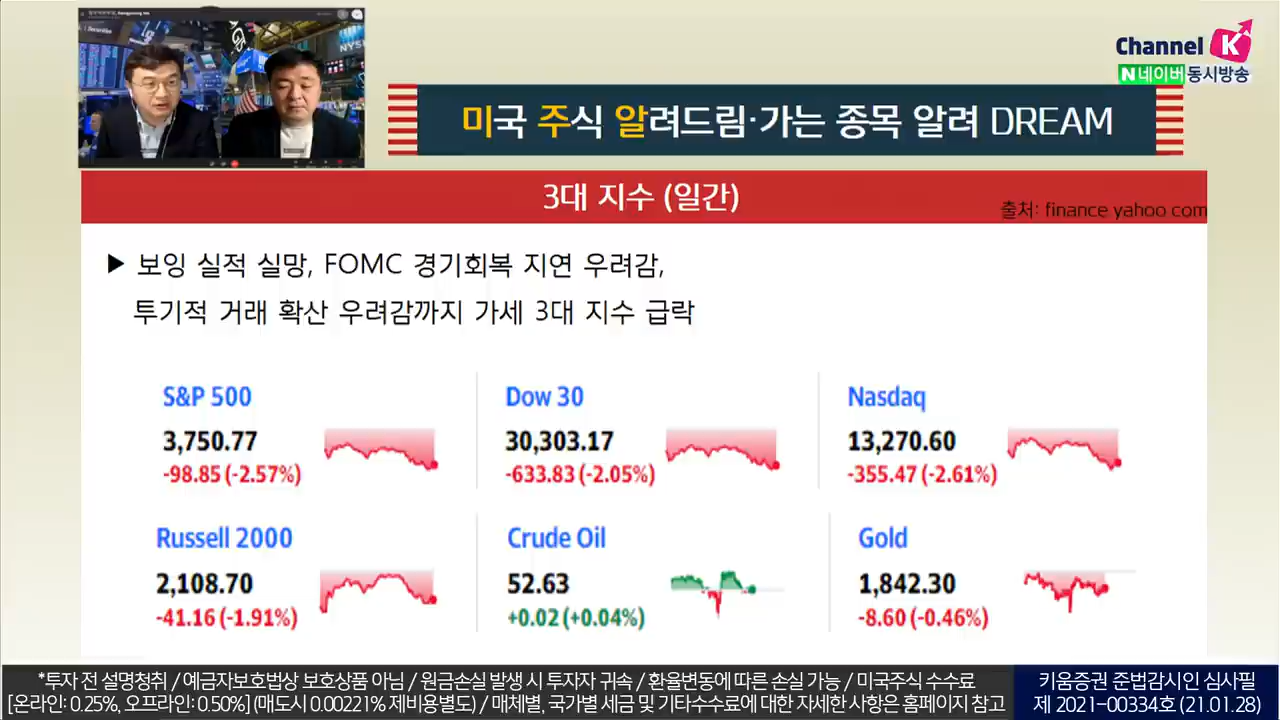 Channel K
N네이버 동시방송
미국 주식 알려드림·가는 종목 알려 DREAM
3대 지수 (일간)
출처: finance yahoo com
▶ 보잉 실적 실망, FOMC 경기회복 지연 우려감,
투기적 거래 확산 우려감까지 가세 3대 지수 급락
S&P 500
3,750.77
-98.85 (-2.57%)
Dow 30
30,303.17
-633.83 (-2.05%)
Nasdaq
13,270.60
-355.47 (-2.61%)
Russell 2000
2,108.70
-41.16 (-1.91%)
Crude Oil
52.63
+0.02 (+0.04%)
Gold
1,842.30
-8.60 (-0.46%)
*투자 전 설명청취 / 예금자보호법상 보호상품 아님 / 원금손실 발생 시 투자자 귀속 / 환율변동에 따른 손실 가능 / 미국주식 수수료
[온라인: 0.25%, 오프라인: 0.50%] (매도시 0.00221% 제비용별도) / 매체별, 국가별 세금 및 기타수수료에 대한 자세한 사항은 홈페이지 참고
키움증권 준법감시인 심사필
제 2021-00334호 (21.01.28)